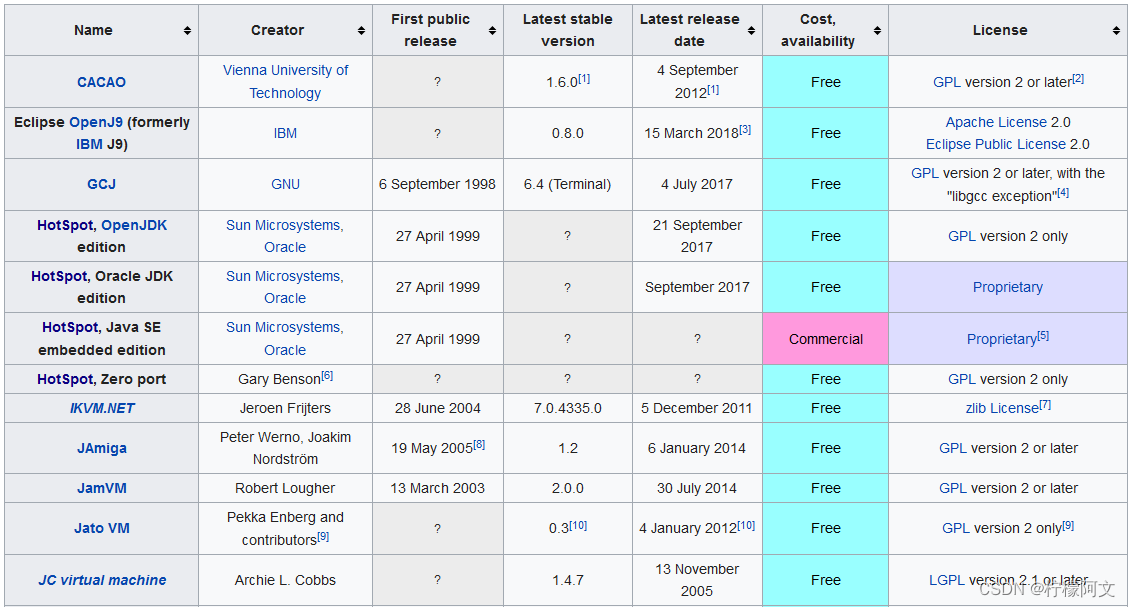 Name Creator First public release Latest stable version Latest release date Cost, availability License
CACAO Vienna University of Technology ? 1.6.0[1] 4 September 2012[1] Free GPL version 2 or later[2]
Eclipse OpenJ9 (formerly IBM J9) IBM ? 0.8.0 15 March 2018[3] Free Apache License 2.0 Eclipse Public License 2.0
GCJ GNU 6 September 1998 6.4 (Terminal) 4 July 2017 Free GPL version 2 or later, with the "libgcc exception"[4]
HotSpot, OpenJDK edition Sun Microsystems, Oracle 27 April 1999 ? 21 September 2017 Free GPL version 2 only
HotSpot, Oracle JDK edition Sun Microsystems, Oracle 27 April 1999 ? September 2017 Free Proprietary
HotSpot, Java SE embedded edition Sun Microsystems, Oracle 27 April 1999 ? ? Commercial Proprietary[5]
HotSpot, Zero port Gary Benson[6] ? ? ? Free GPL version 2 only
IKVM.NET Jeroen Frijters 28 June 2004 7.0.4335.0 5 December 2011 Free zlib License[7]
JAmiga Peter Werno, Joakim Nordström 19 May 2005[8] 1.2 6 January 2014 Free GPL version 2 or later
JamVM Robert Lougher 13 March 2003 2.0.0 30 July 2014 Free GPL version 2 or later
Jato VM Pekka Enberg and contributors[9] ? 0.3[10] 4 January 2012[10] Free GPL version 2 only[9]
JC virtual machine Archie L. Cobbs ? 1.4.7 13 November 2005 Free LGPL version 2.1 or later
CSDN @柠檬阿文